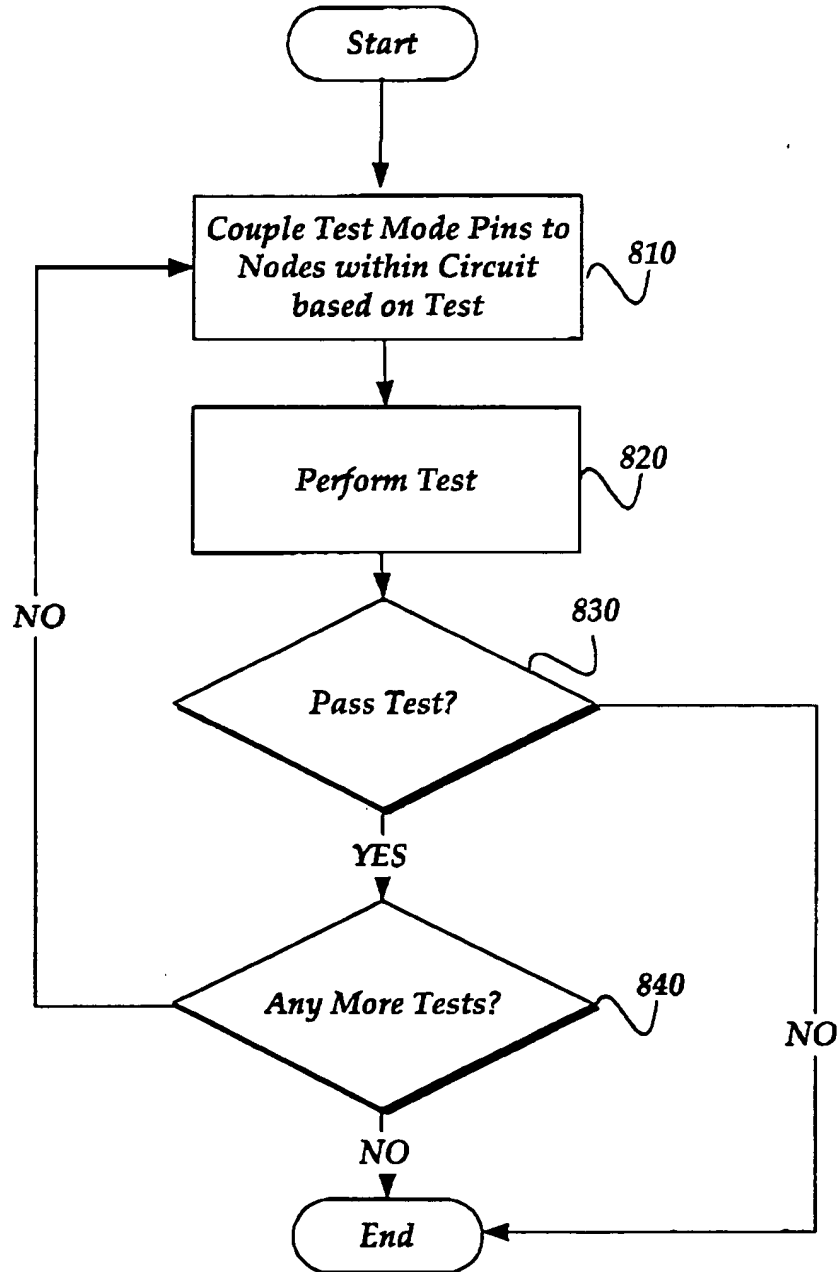 Start
Couple Test Mode Pins to
Nodes within Circuit
based on Test
810
Perform Test
820
NO
830
Pass Test?
YES
Any More Tests?
840
NO
NO
End